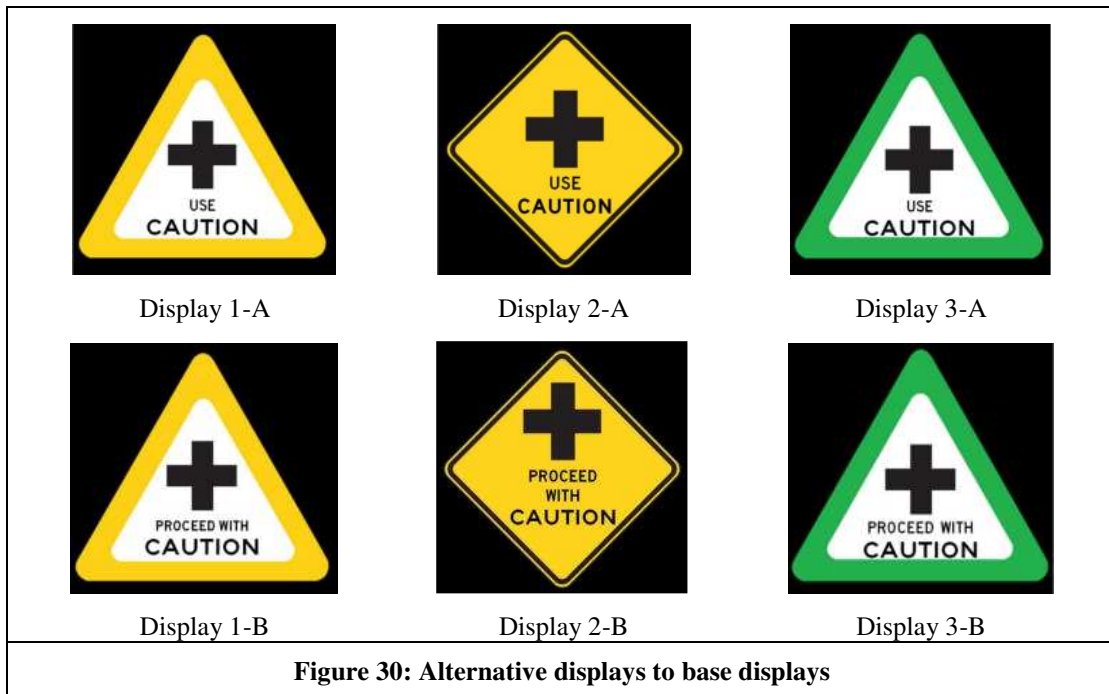 USE
CAUTION
USE
CAUTION
USE
CAUTION
Display 1-A
Display 2-A
Display 3-A
PROCEED WITH
CAUTION
PROCEED
WITH
CAUTION
PROCEED WITH
CAUTION
Display 1-B
Display 2-B
Display 3-B
Figure 30: Alternative displays to base displays